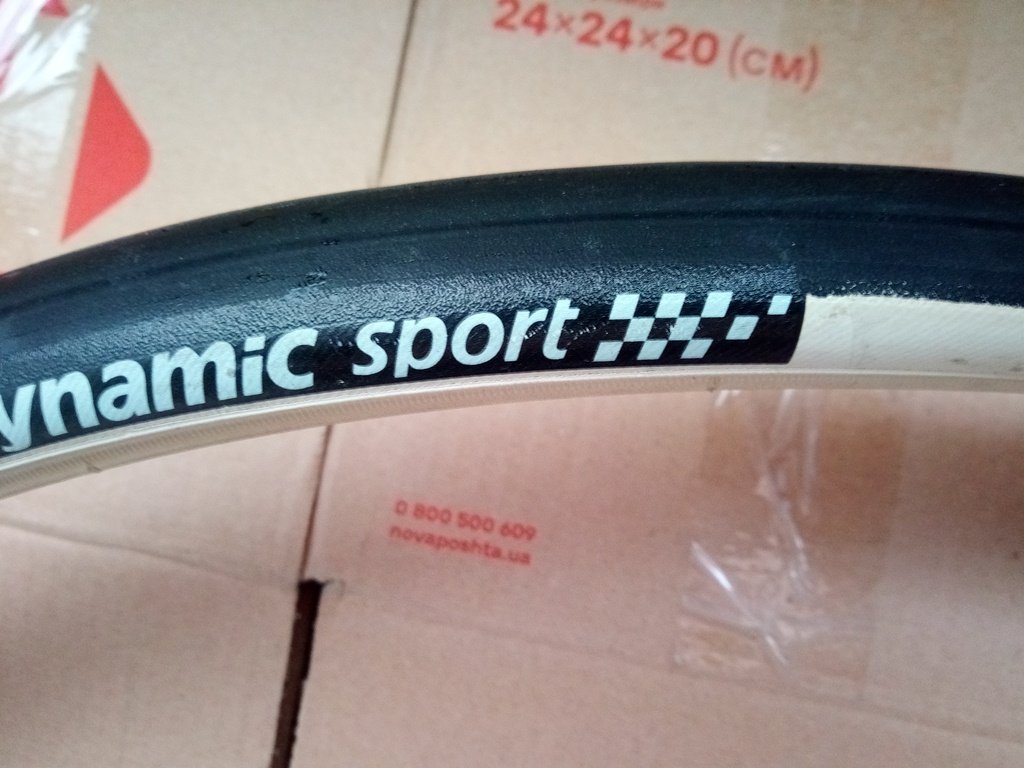 24×24×20 (см)
ynamic sport
0 800 500 609
novaposhta.ua